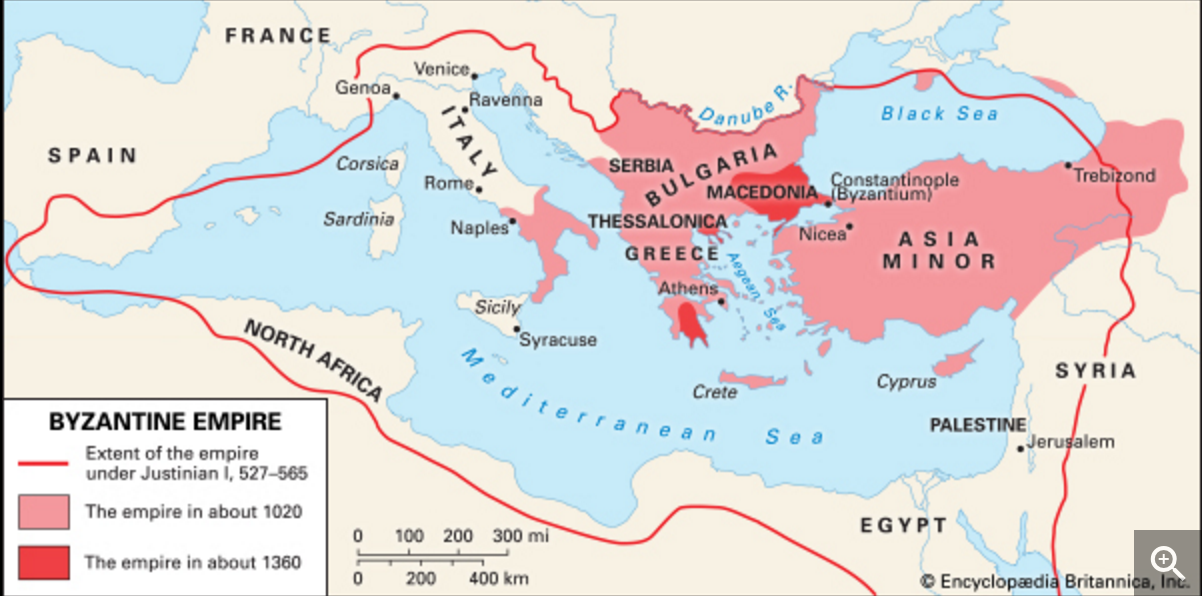 FRANCE
Venice
Genoa
Ravenna
Danube R.
Black Sea
SPAIN
ITALY
Corsica
SERBIA
BULGARIA
Trebizond
Rome
MACEDONIA
Constantinople
(Byzantium)
Sardinia
Naples
THESSALONICA
Nicea
ASIA
MINOR
GREECE
Aegean Sea
Athens
Sicily
Syracuse
NORTH AFRICA
Mediterranean Sea
Crete
Cyprus
SYRIA
PALESTINE
Jerusalem
EGYPT
BYZANTINE EMPIRE
Extent of the empire
under Justinian I, 527–565
The empire in about 1020
The empire in about 1360
0 100 200 300 mi
0 200 400 km
© Encyclopædia Britannica, Inc.